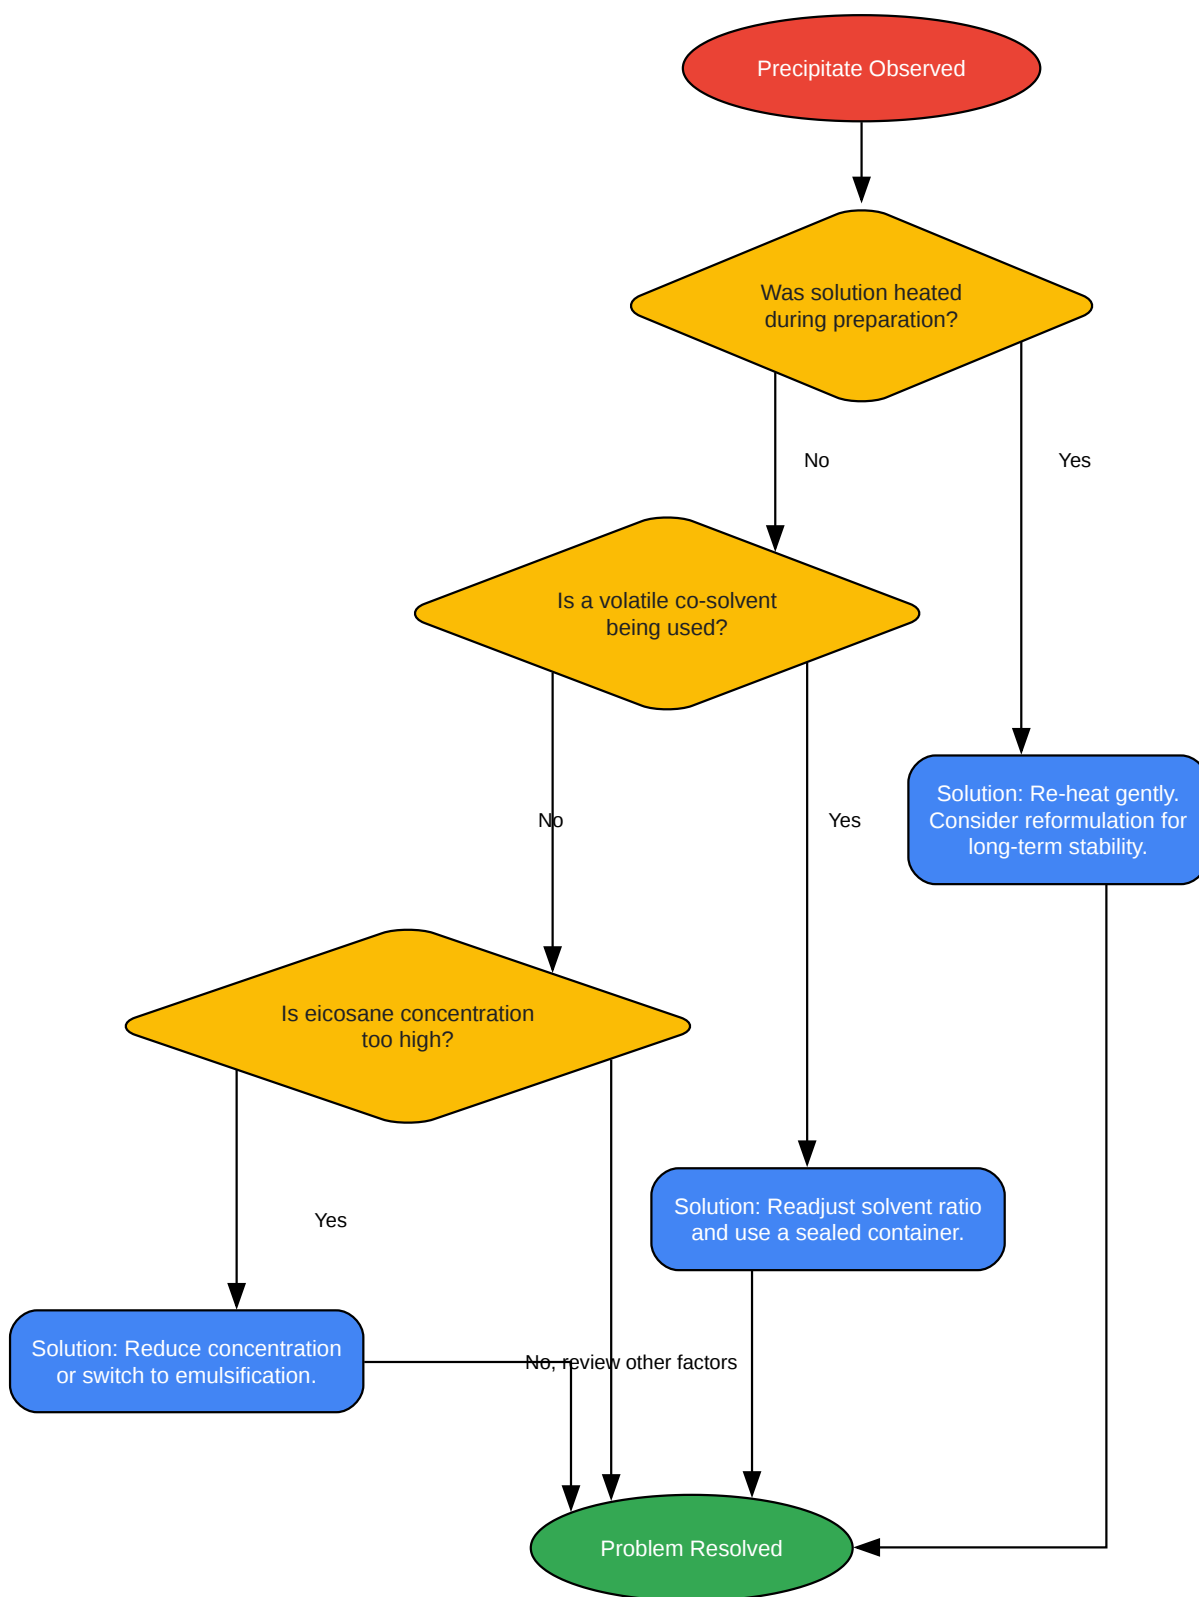 Precipitate Observed
Was solution heated
during preparation?
No
Yes
Is a volatile co-solvent
being used?
No
Yes
Solution: Re-heat gently.
Consider reformulation for
long-term stability.
Is eicosane concentration
too high?
Yes
Solution: Readjust solvent ratio
and use a sealed container.
Solution: Reduce concentration
or switch to emulsification.
No, review other factors
Problem Resolved